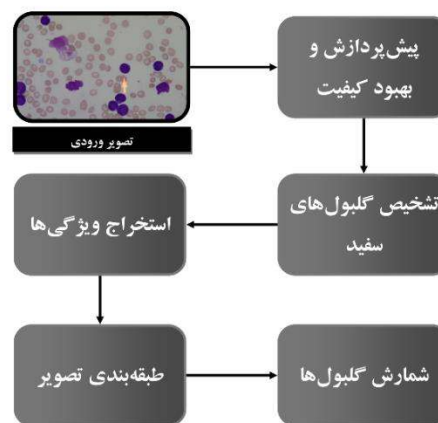 تصویر ورودی
پیش‌پردازش و
بهبود کیفیت
تشخیص گلبول‌های
سفید
استخراج ویژگی‌ها
طبقه‌بندی تصویر
شمارش گلبول‌ها